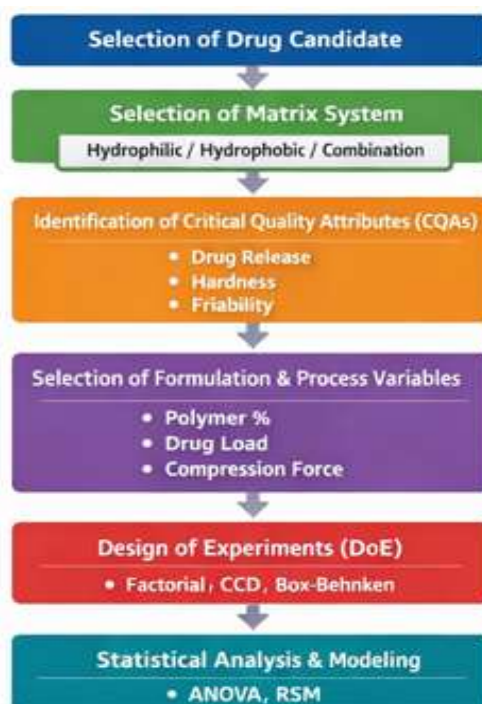 Selection of Drug Candidate
Selection of Matrix System
Hydrophilic / Hydrophobic / Combination
Identification of Critical Quality Attributes (CQAs)
• Drug Release
• Hardness
• Friability
Selection of Formulation & Process Variables
• Polymer %
• Drug Load
• Compression Force
Design of Experiments (DoE)
• Factorial, CCD, Box-Behnken
Statistical Analysis & Modeling
• ANOVA, RSM